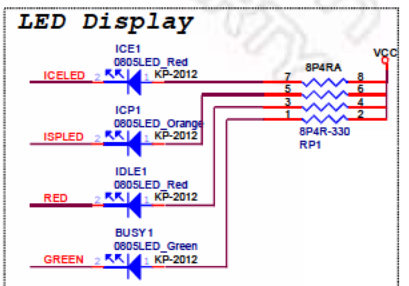 LED Display
ICE1
0805LED_Red
ICELED 2 1 KP-2012
ICP1
0805LED_Orange
ISPLED 2 1 KP-2012
IDLE1
0805LED_Red
RED 2 1 KP-2012
BUSY1
0805LED_Green
GREEN 2 1 KP-2012
8P4RA
VCC
7 8
5 6
3 4
1 2
8P4R-330
RP1